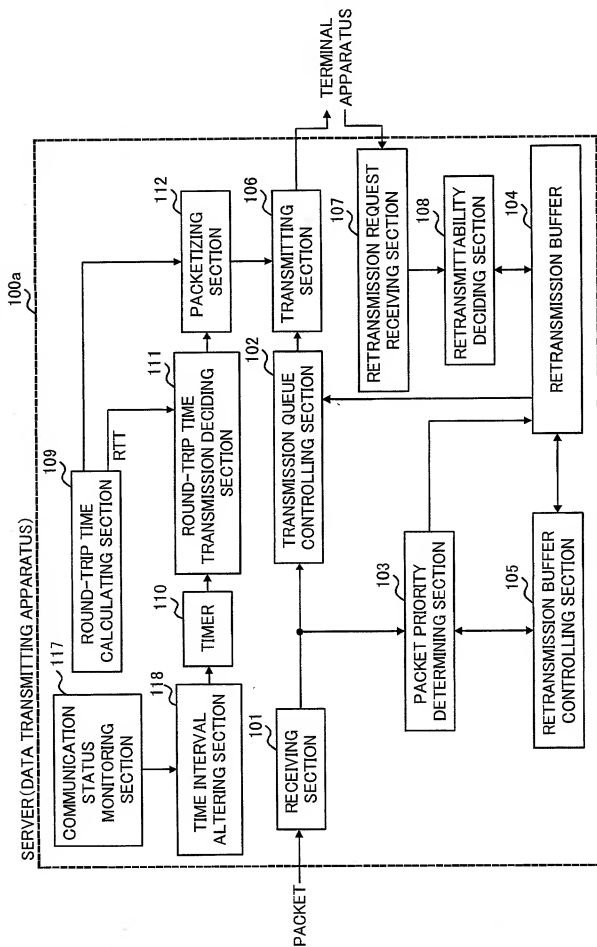 SERVER(DATA TRANSMITTING APPARATUS)
100a
117
COMMUNICATION
STATUS
MONITORING
SECTION
109
ROUND-TRIP TIME
CALCULATING SECTION
RTT
118
TIME INTERVAL
ALTERING SECTION
110
TIMER
111
ROUND-TRIP TIME
TRANSMISSION DECIDING
SECTION
112
PACKETIZING
SECTION
PACKET
101
RECEIVING
SECTION
102
TRANSMISSION QUEUE
CONTROLLING SECTION
106
TRANSMITTING
SECTION
TERMINAL
APPARATUS
103
PACKET PRIORITY
DETERMINING SECTION
107
RETRANSMISSION REQUEST
RECEIVING SECTION
108
RETRANSMITTABILITY
DECIDING SECTION
105
RETRANSMISSION BUFFER
CONTROLLING SECTION
104
RETRANSMISSION BUFFER